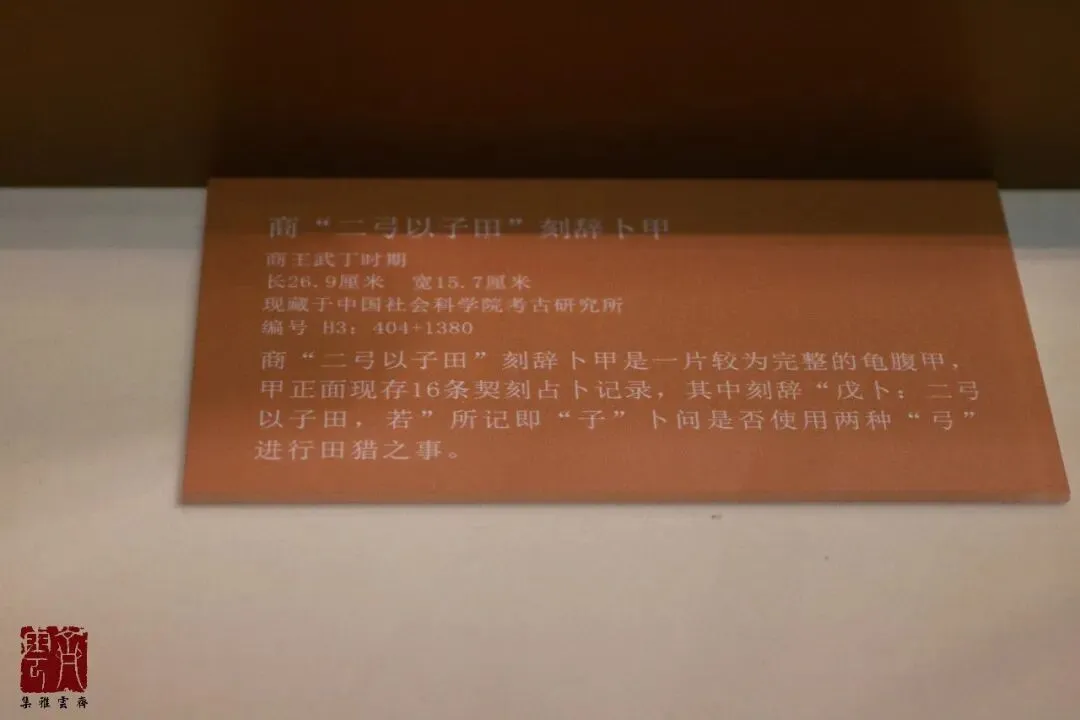 商“二弓以子田”刻辞卜甲
商王武丁时期
长26.9厘米 宽15.7厘米
现藏于中国社会科学院考古研究所
编号 H3：404+1380
商“二弓以子田”刻辞卜甲是一片较为完整的龟腹甲，
甲正面现存16条契刻占卜记录，其中刻辞“戊卜：二弓
以子田，若”所记即“子”卜问是否使用两种“弓”
进行田猎之事。
雲齊
集雅雲齊